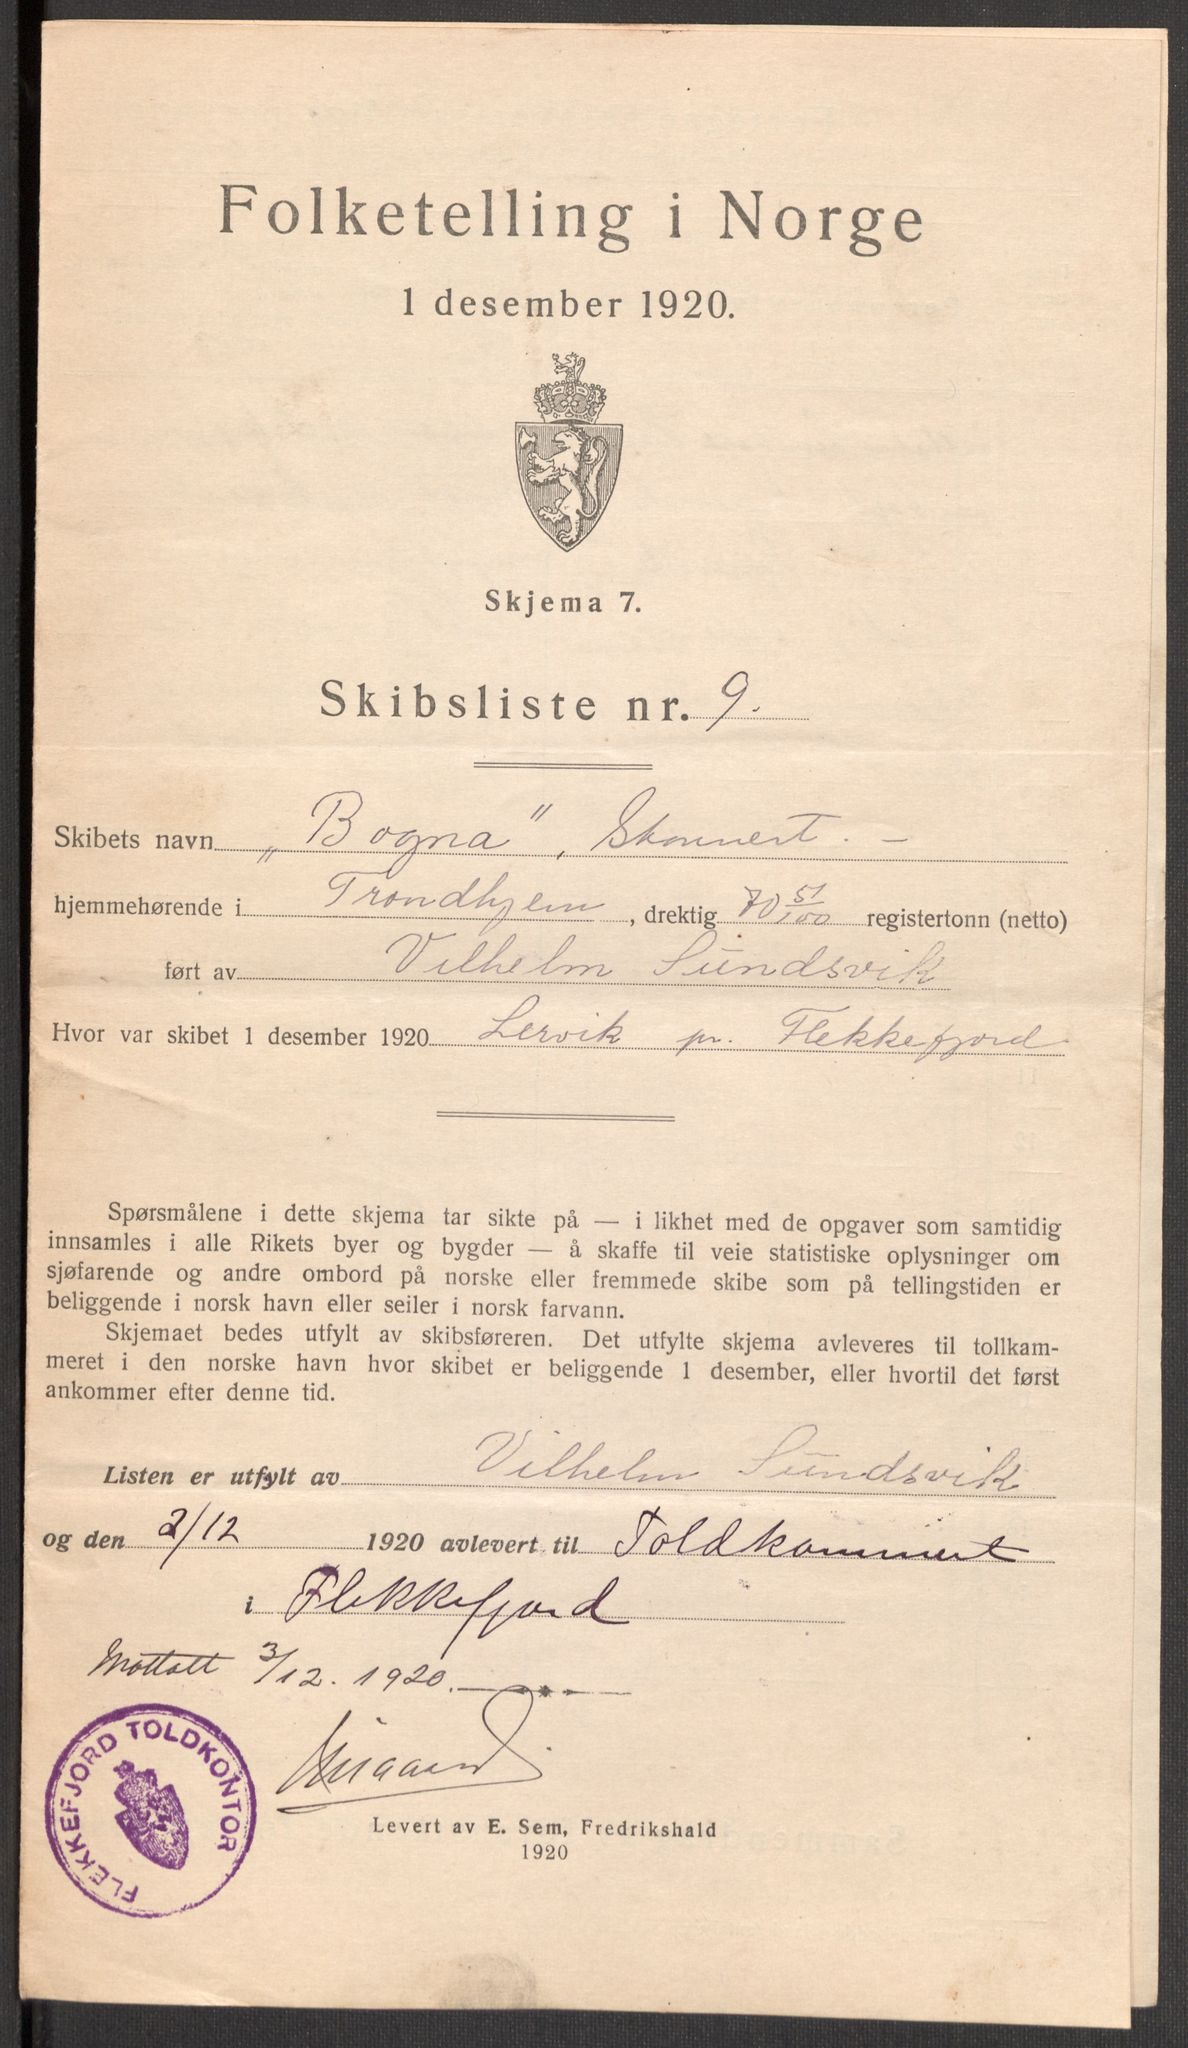 Folketelling i Norge
1 desember 1920.
Skjema 7.
Skibsliste nr. 9.
Skibets navn „Bogna", Skonnert. —
hjemmehørende i Trondhjem, drektig 70 51/100 registertonn (netto)
ført av Vilhelm Sundsvik
Hvor var skibet 1 desember 1920 Lervik pr. Flekkefjord
Spørsmålene i dette skjema tar sikte på — i likhet med de opgaver som samtidig
innsamles i alle Rikets byer og bygder — å skaffe til veie statistiske oplysninger om
sjøfarende og andre ombord på norske eller fremmede skibe som på tellingstiden er
beliggende i norsk havn eller seiler i norsk farvann.
Skjemaet bedes utfylt av skibsføreren. Det utfylte skjema avleveres til tollkam-
meret i den norske havn hvor skibet er beliggende 1 desember, eller hvortil det først
ankommer efter denne tid.
Listen er utfylt av Vilhelm Sundsvik
og den 2/12 1920 avlevert til Toldkammeret
i Flekkefjord
Mottatt 3/12. 1920.
FLEKKEFJORD TOLDKONTOR
Levert av E. Sem, Fredrikshald
1920